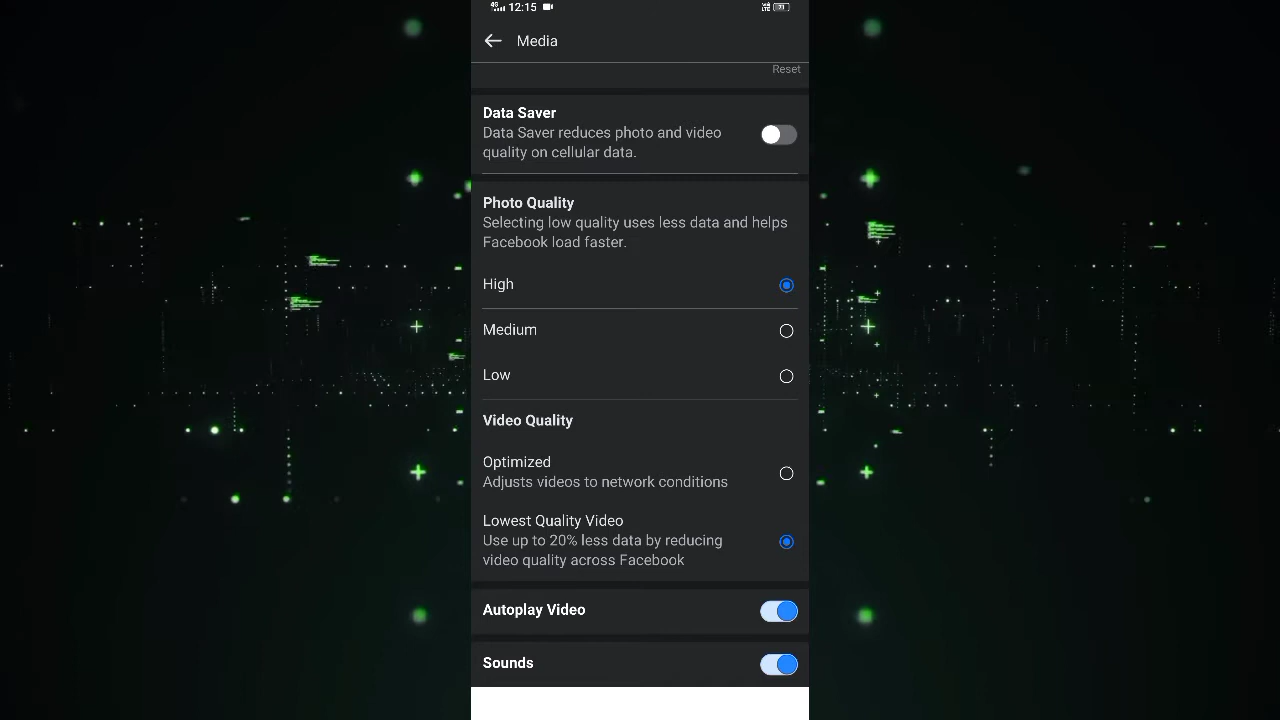 4G 12:15
Media
Reset
Data Saver
Data Saver reduces photo and video
quality on cellular data.
Photo Quality
Selecting low quality uses less data and helps
Facebook load faster.
High
Medium
Low
Video Quality
Optimized
Adjusts videos to network conditions
Lowest Quality Video
Use up to 20% less data by reducing
video quality across Facebook
Autoplay Video
Sounds